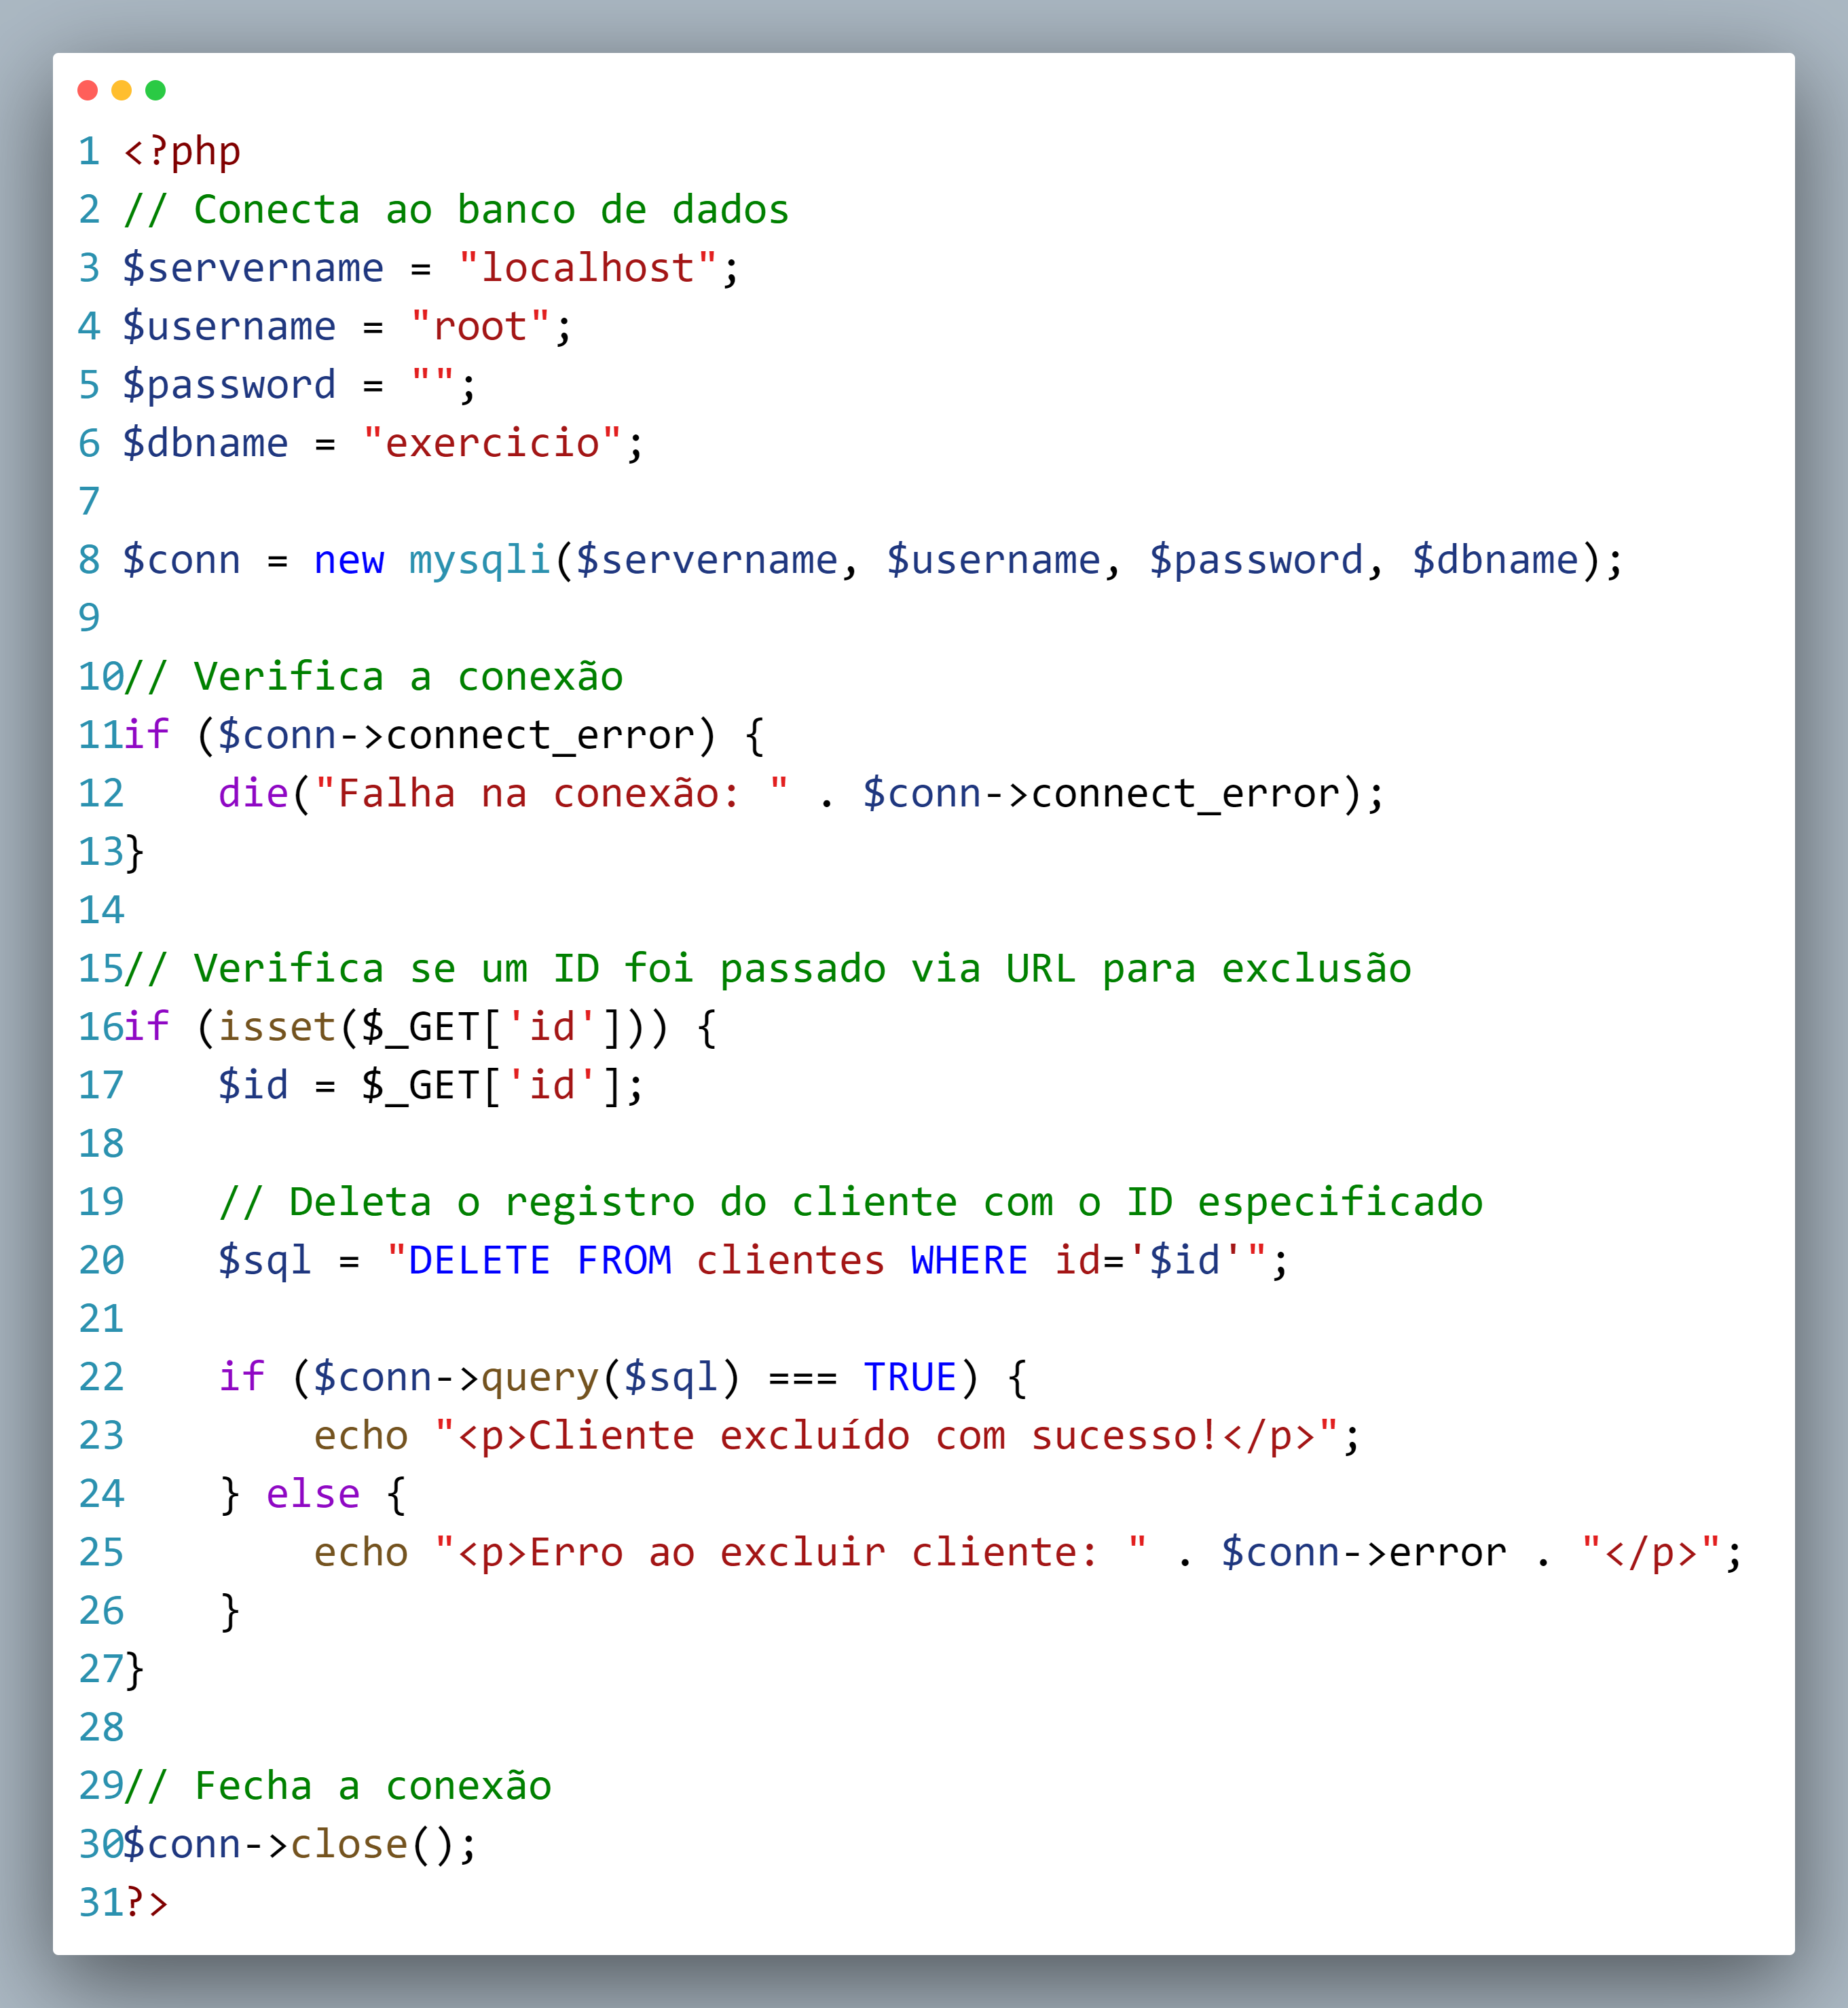 1 <?php
2 // Conecta ao banco de dados
3 $servername = "localhost";
4 $username = "root";
5 $password = "";
6 $dbname = "exercicio";
7
8 $conn = new mysqli($servername, $username, $password, $dbname);
9
10// Verifica a conexão
11if ($conn->connect_error) {
12    die("Falha na conexão: " . $conn->connect_error);
13}
14
15// Verifica se um ID foi passado via URL para exclusão
16if (isset($_GET['id'])) {
17    $id = $_GET['id'];
18
19    // Deleta o registro do cliente com o ID especificado
20    $sql = "DELETE FROM clientes WHERE id='$id'";
21
22    if ($conn->query($sql) === TRUE) {
23        echo "<p>Cliente excluído com sucesso!</p>";
24    } else {
25        echo "<p>Erro ao excluir cliente: " . $conn->error . "</p>";
26    }
27}
28
29// Fecha a conexão
30$conn->close();
31?>